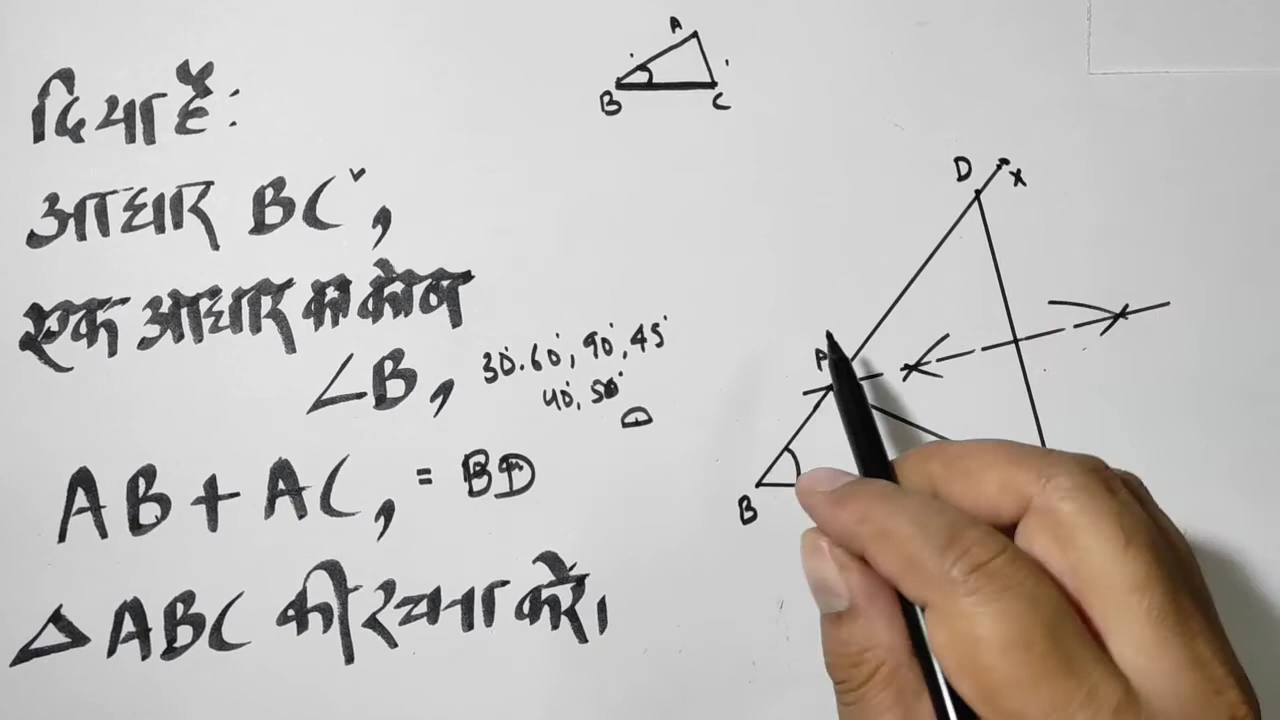 दिया है:
आधार BC,
एक आधार का कोण
∠B, 30°. 60°, 90°, 45°
40°, 50°
AB + AC, = BD
△ ABC की रचना करें।
A
B
C
D
X
A
B